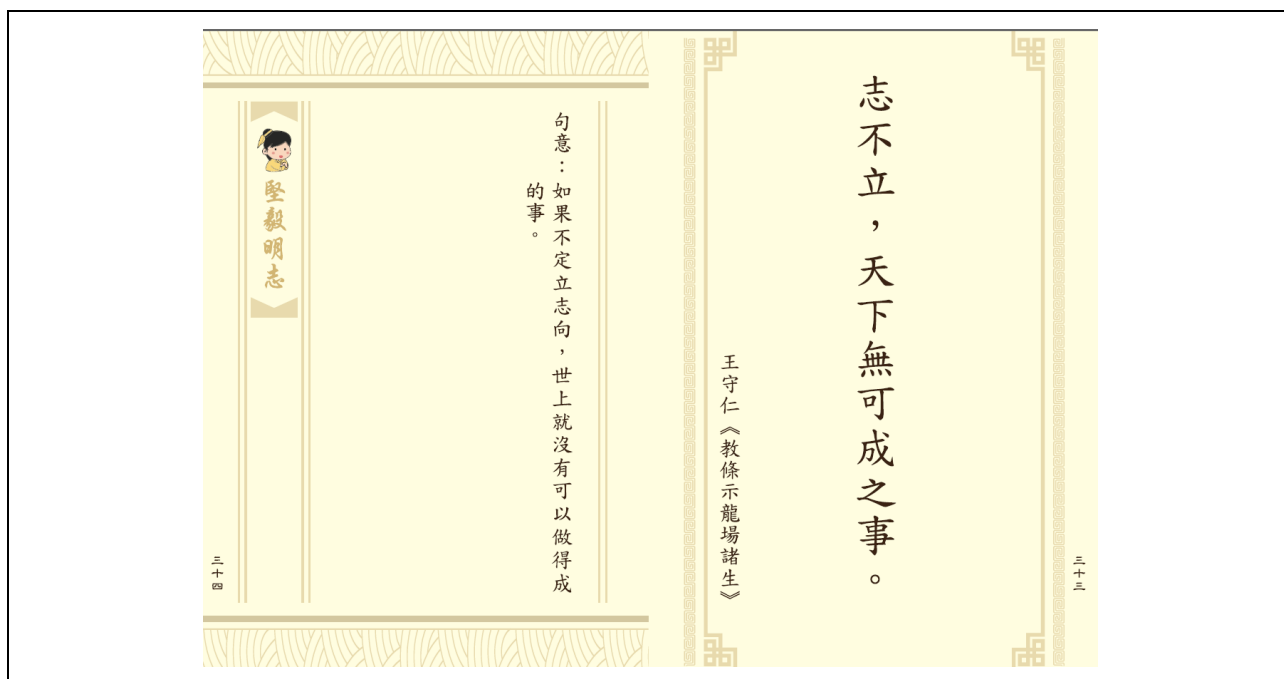 志不立，天下無可成之事。
王守仁《教條示龍場諸生》
三十三
句意：如果不定立志向，世上就沒有可以做得成
的事。
堅毅明志
三十四